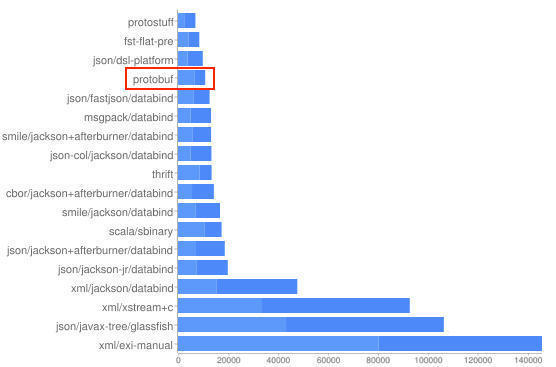 protostuff
fst-flat-pre
json/dsl-platform
protobuf
json/fastjson/databind
msgpack/databind
smile/jackson+afterburner/databind
json-col/jackson/databind
thrift
cbor/jackson+afterburner/databind
smile/jackson/databind
scala/sbinary
json/jackson+afterburner/databind
json/jackson-jr/databind
xml/jackson/databind
xml/xstream+c
json/javax-tree/glassfish
xml/exi-manual
0 20000 40000 60000 80000 100000 120000 140000